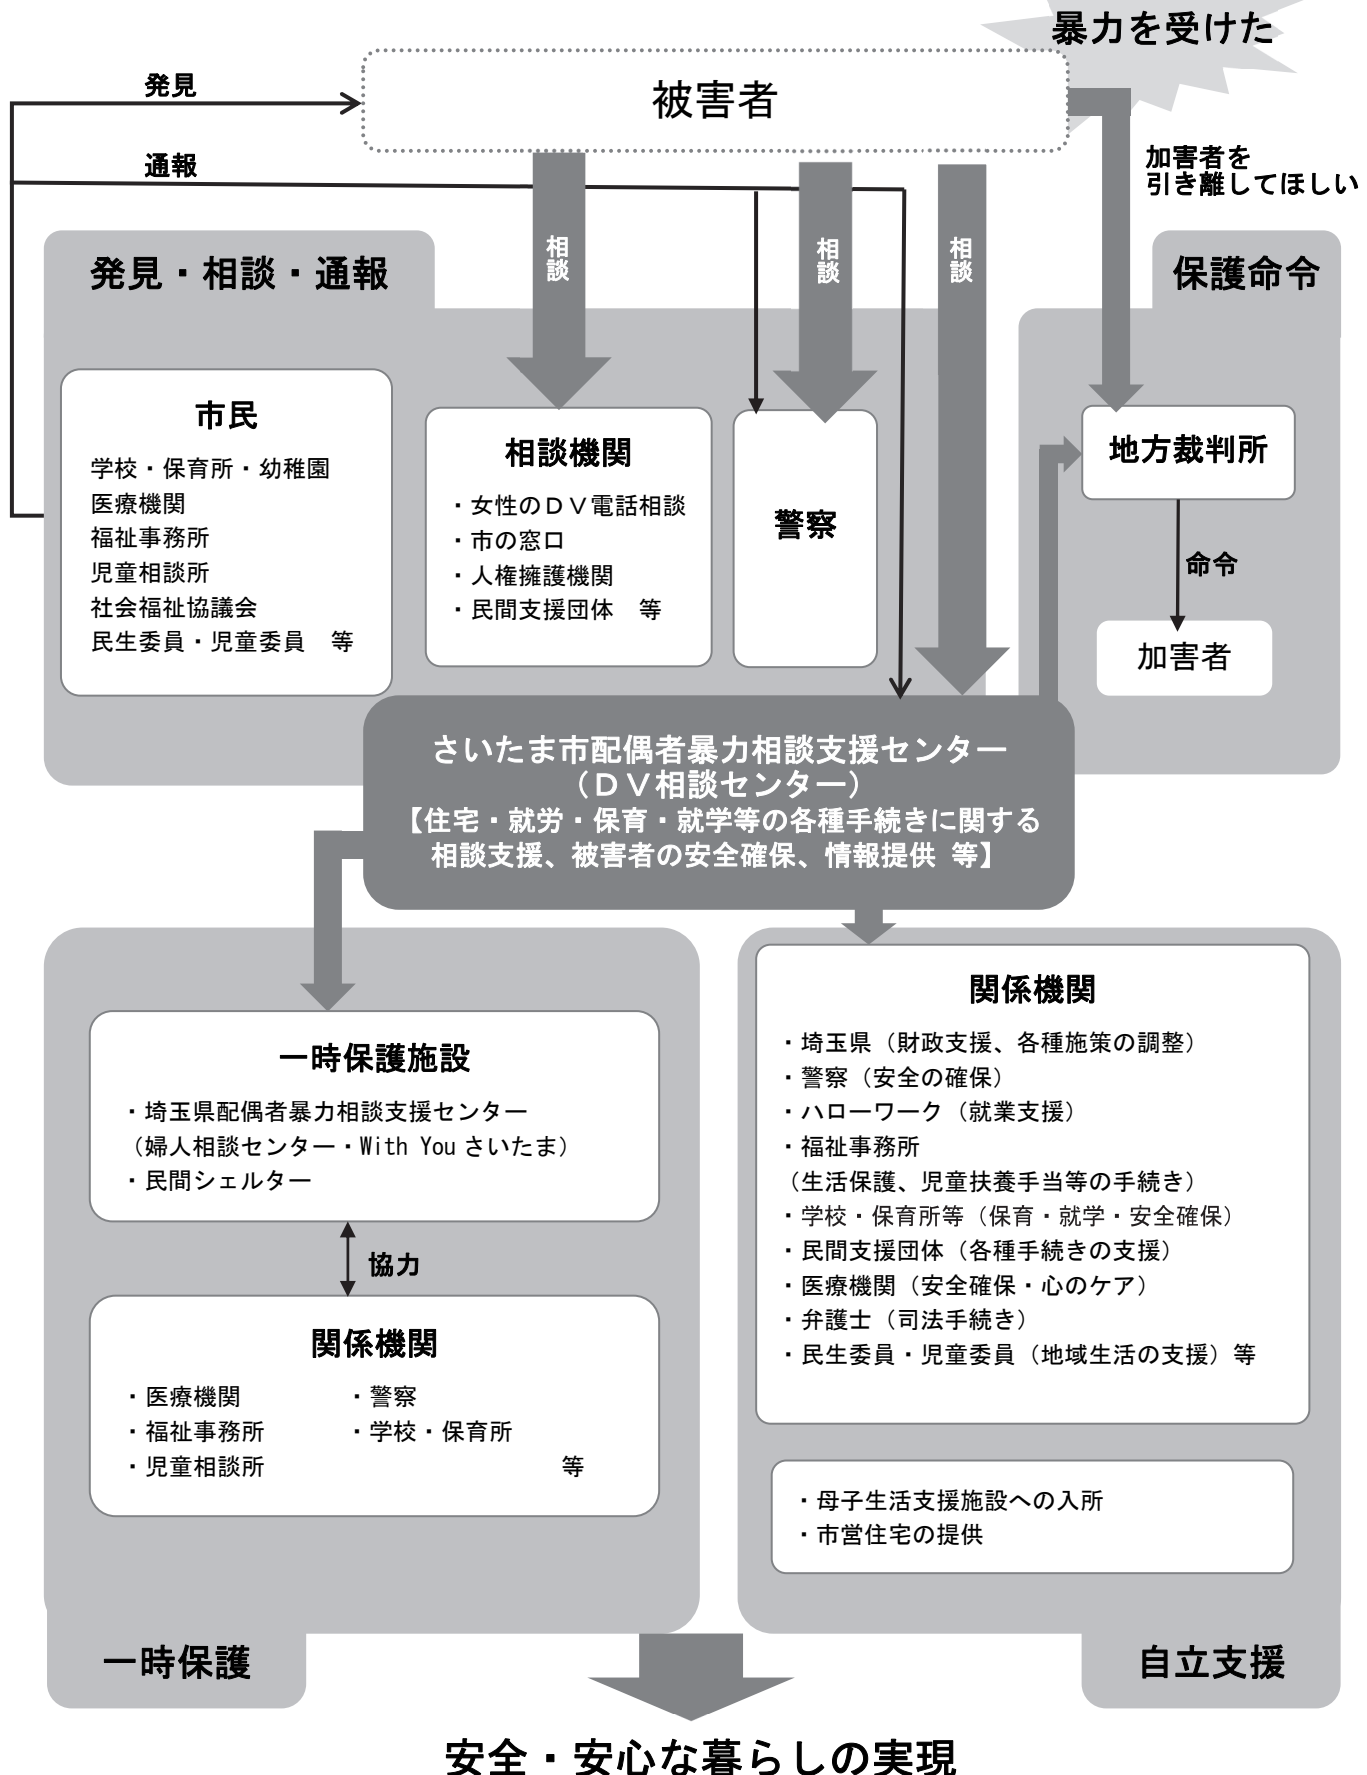 暴力を受けた
被害者
発見
通報
加害者を
引き離してほしい
相談
相談
相談
発見・相談・通報
保護命令
市民
学校・保育所・幼稚園
医療機関
福祉事務所
児童相談所
社会福祉協議会
民生委員・児童委員　等
相談機関
・女性のＤＶ電話相談
・市の窓口
・人権擁護機関
・民間支援団体　等
警察
地方裁判所
命令
加害者
さいたま市配偶者暴力相談支援センター
（ＤＶ相談センター）
【住宅・就労・保育・就学等の各種手続きに関する
相談支援、被害者の安全確保、情報提供 等】
一時保護施設
・埼玉県配偶者暴力相談支援センター
（婦人相談センター・With You さいたま）
・民間シェルター
協力
関係機関
・医療機関
・警察
・福祉事務所
・学校・保育所
・児童相談所
等
一時保護
関係機関
・埼玉県（財政支援、各種施策の調整）
・警察（安全の確保）
・ハローワーク（就業支援）
・福祉事務所
（生活保護、児童扶養手当等の手続き）
・学校・保育所等（保育・就学・安全確保）
・民間支援団体（各種手続きの支援）
・医療機関（安全確保・心のケア）
・弁護士（司法手続き）
・民生委員・児童委員（地域生活の支援）等
・母子生活支援施設への入所
・市営住宅の提供
自立支援
安全・安心な暮らしの実現